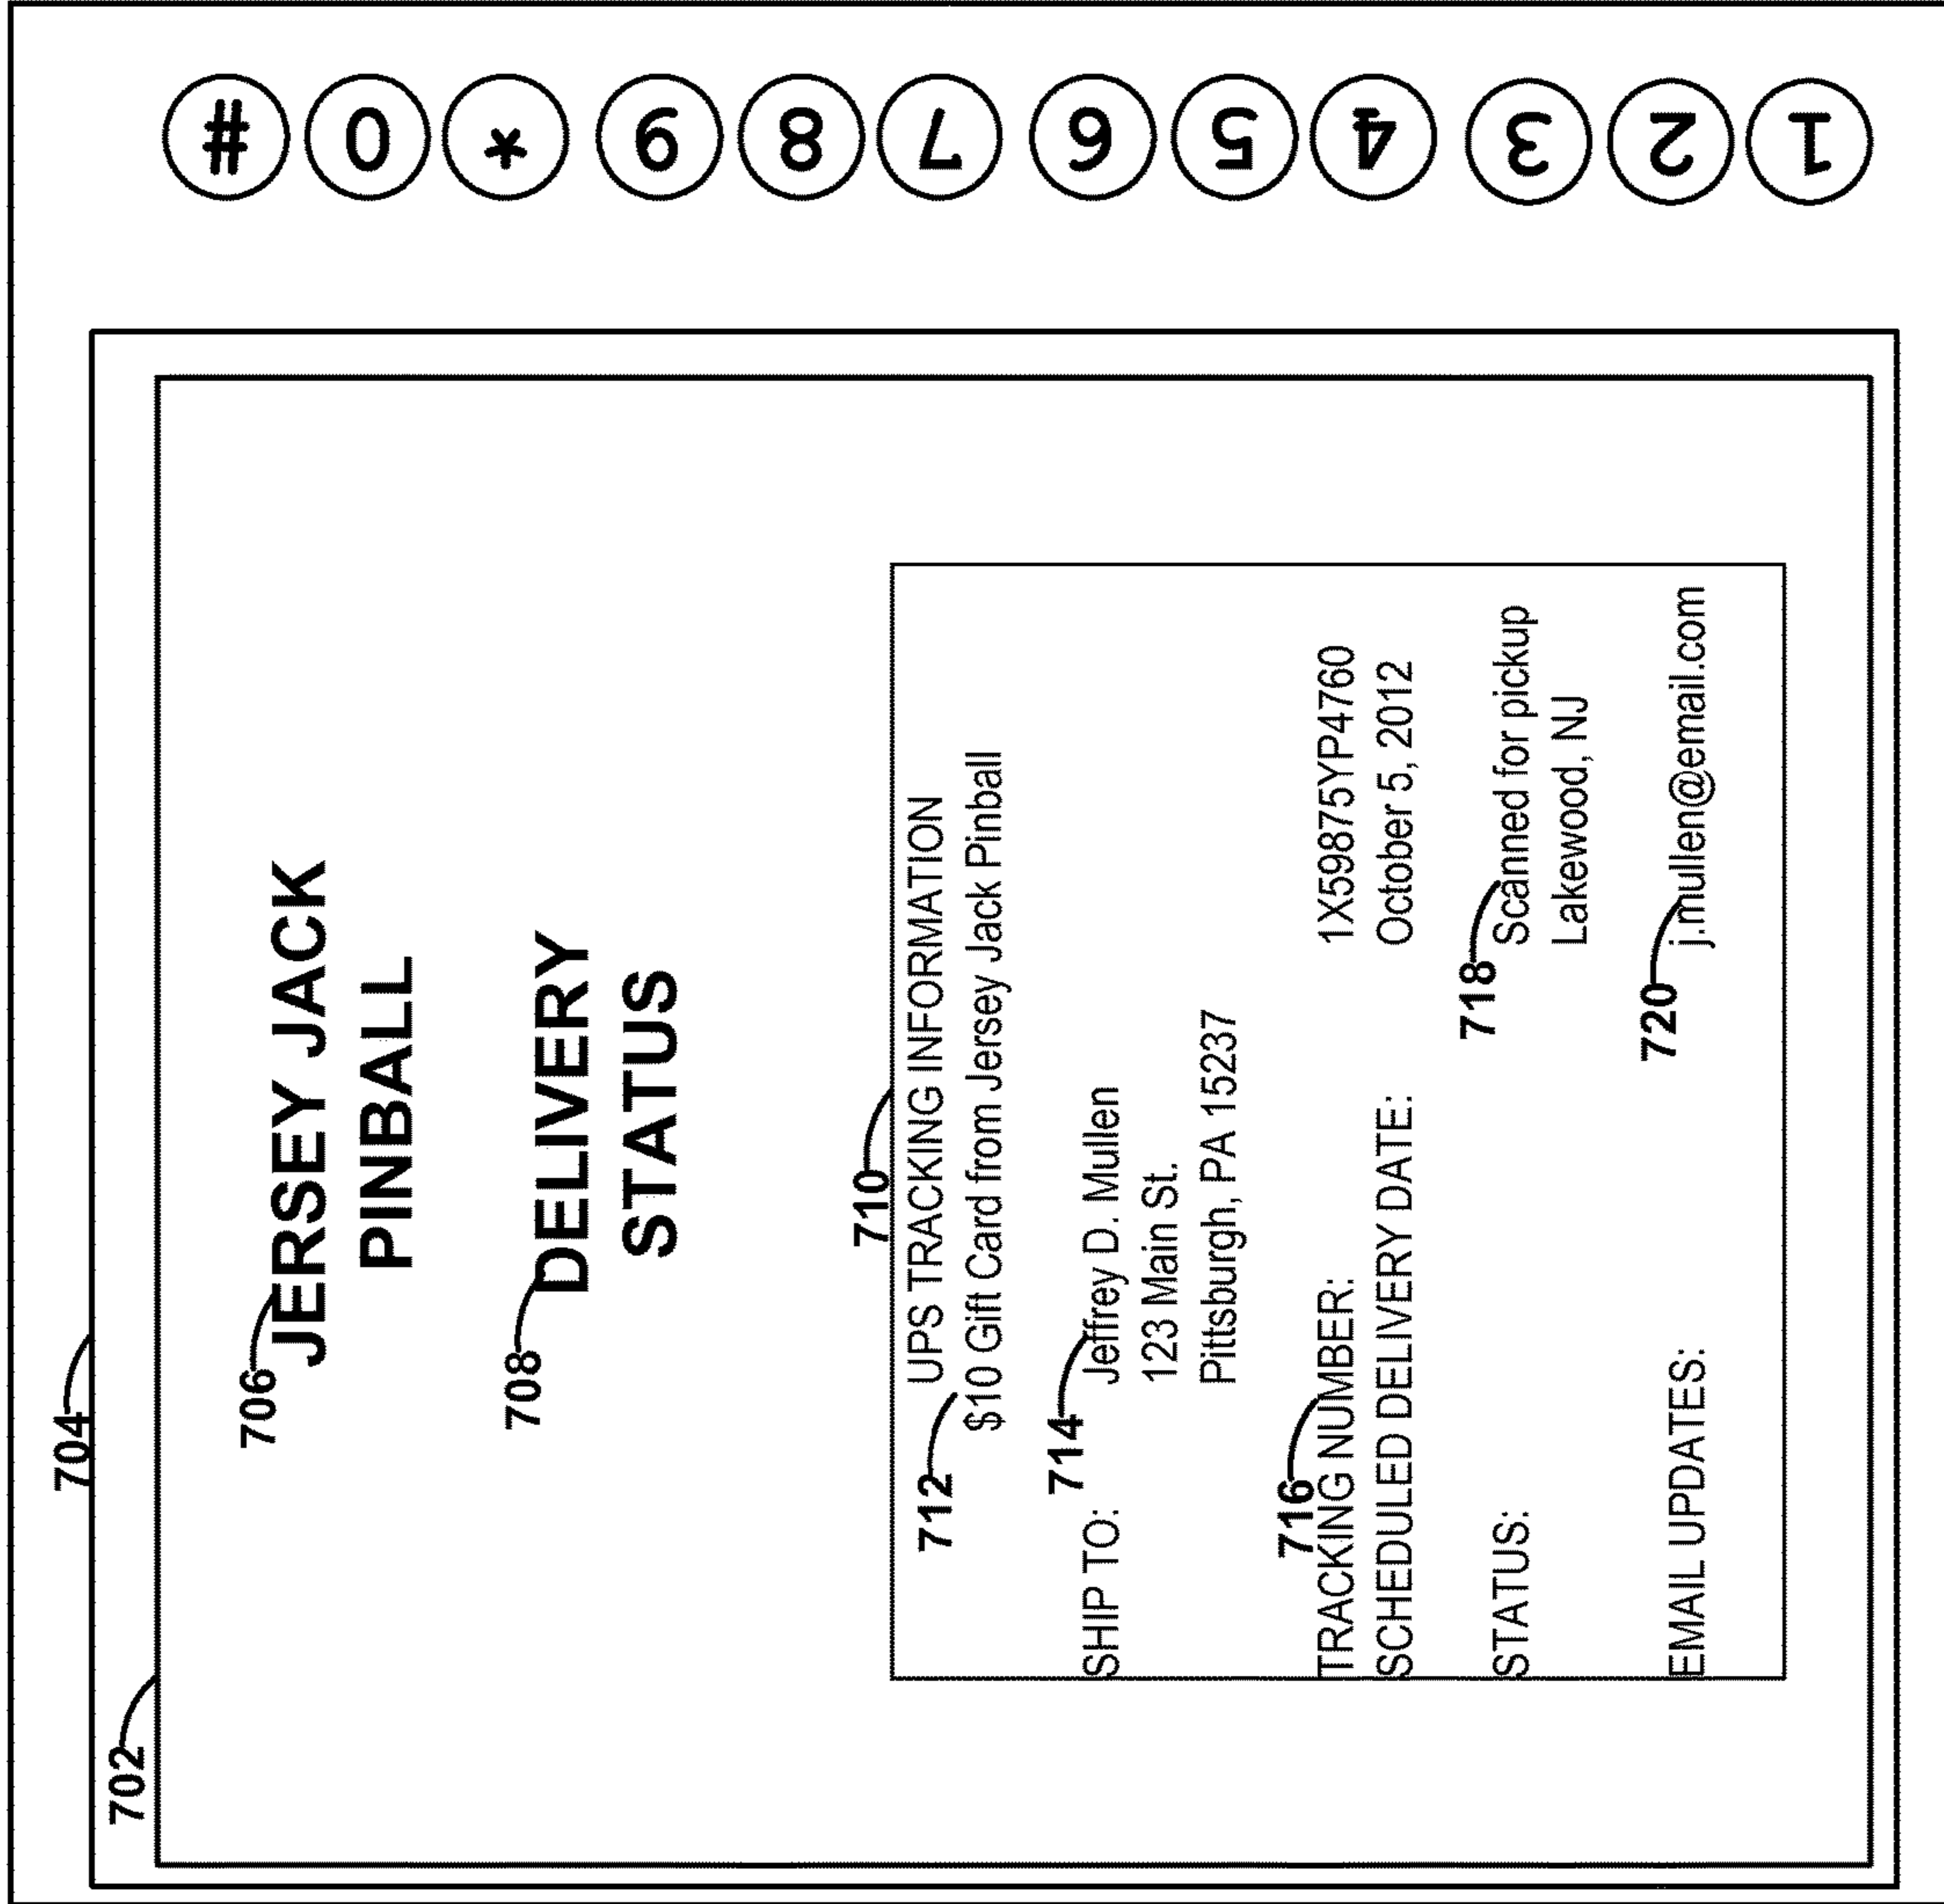 704
702
706
JERSEY JACK
PINBALL
708
DELIVERY
STATUS
710
712
UPS TRACKING INFORMATION
$10 Gift Card from Jersey Jack Pinball
714
SHIP TO: Jeffrey D. Mullen
123 Main St.
Pittsburgh, PA 15237
716
TRACKING NUMBER: 1X59875YP4760
SCHEDULED DELIVERY DATE: October 5, 2012
718
STATUS: Scanned for pickup
Lakewood, NJ
720
EMAIL UPDATES: j.mullen@email.com
1
2
3
4
5
6
7
8
9
*
0
#